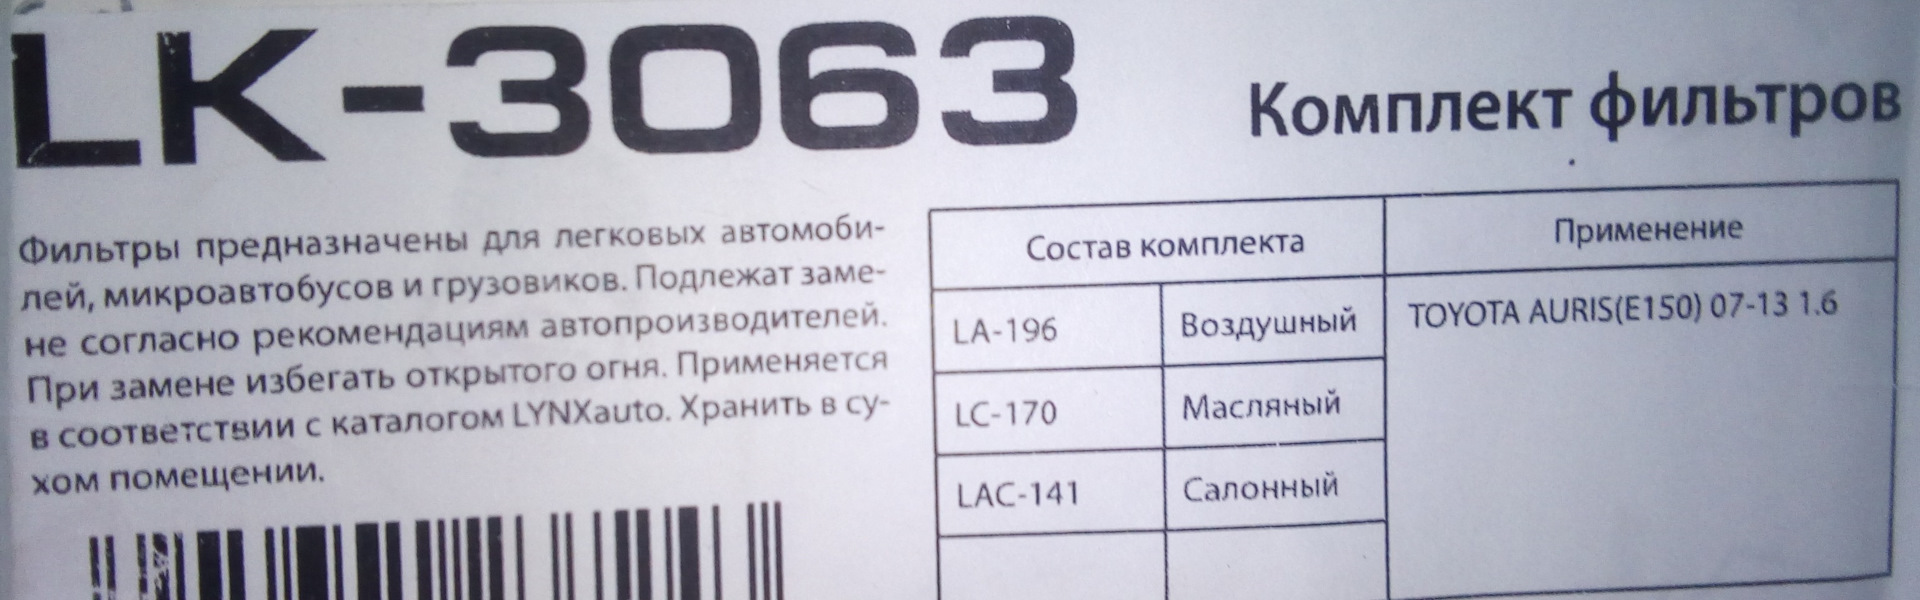 LK-3063
Комплект фильтров
Фильтры предназначены для легковых автомоби-
лей, микроавтобусов и грузовиков. Подлежат заме-
не согласно рекомендациям автопроизводителей.
При замене избегать открытого огня. Применяется
в соответствии с каталогом LYNXauto. Хранить в су-
хом помещении.
Состав комплекта Применение
LA-196 Воздушный TOYOTA AURIS(E150) 07-13 1.6
LC-170 Масляный
LAC-141 Салонный